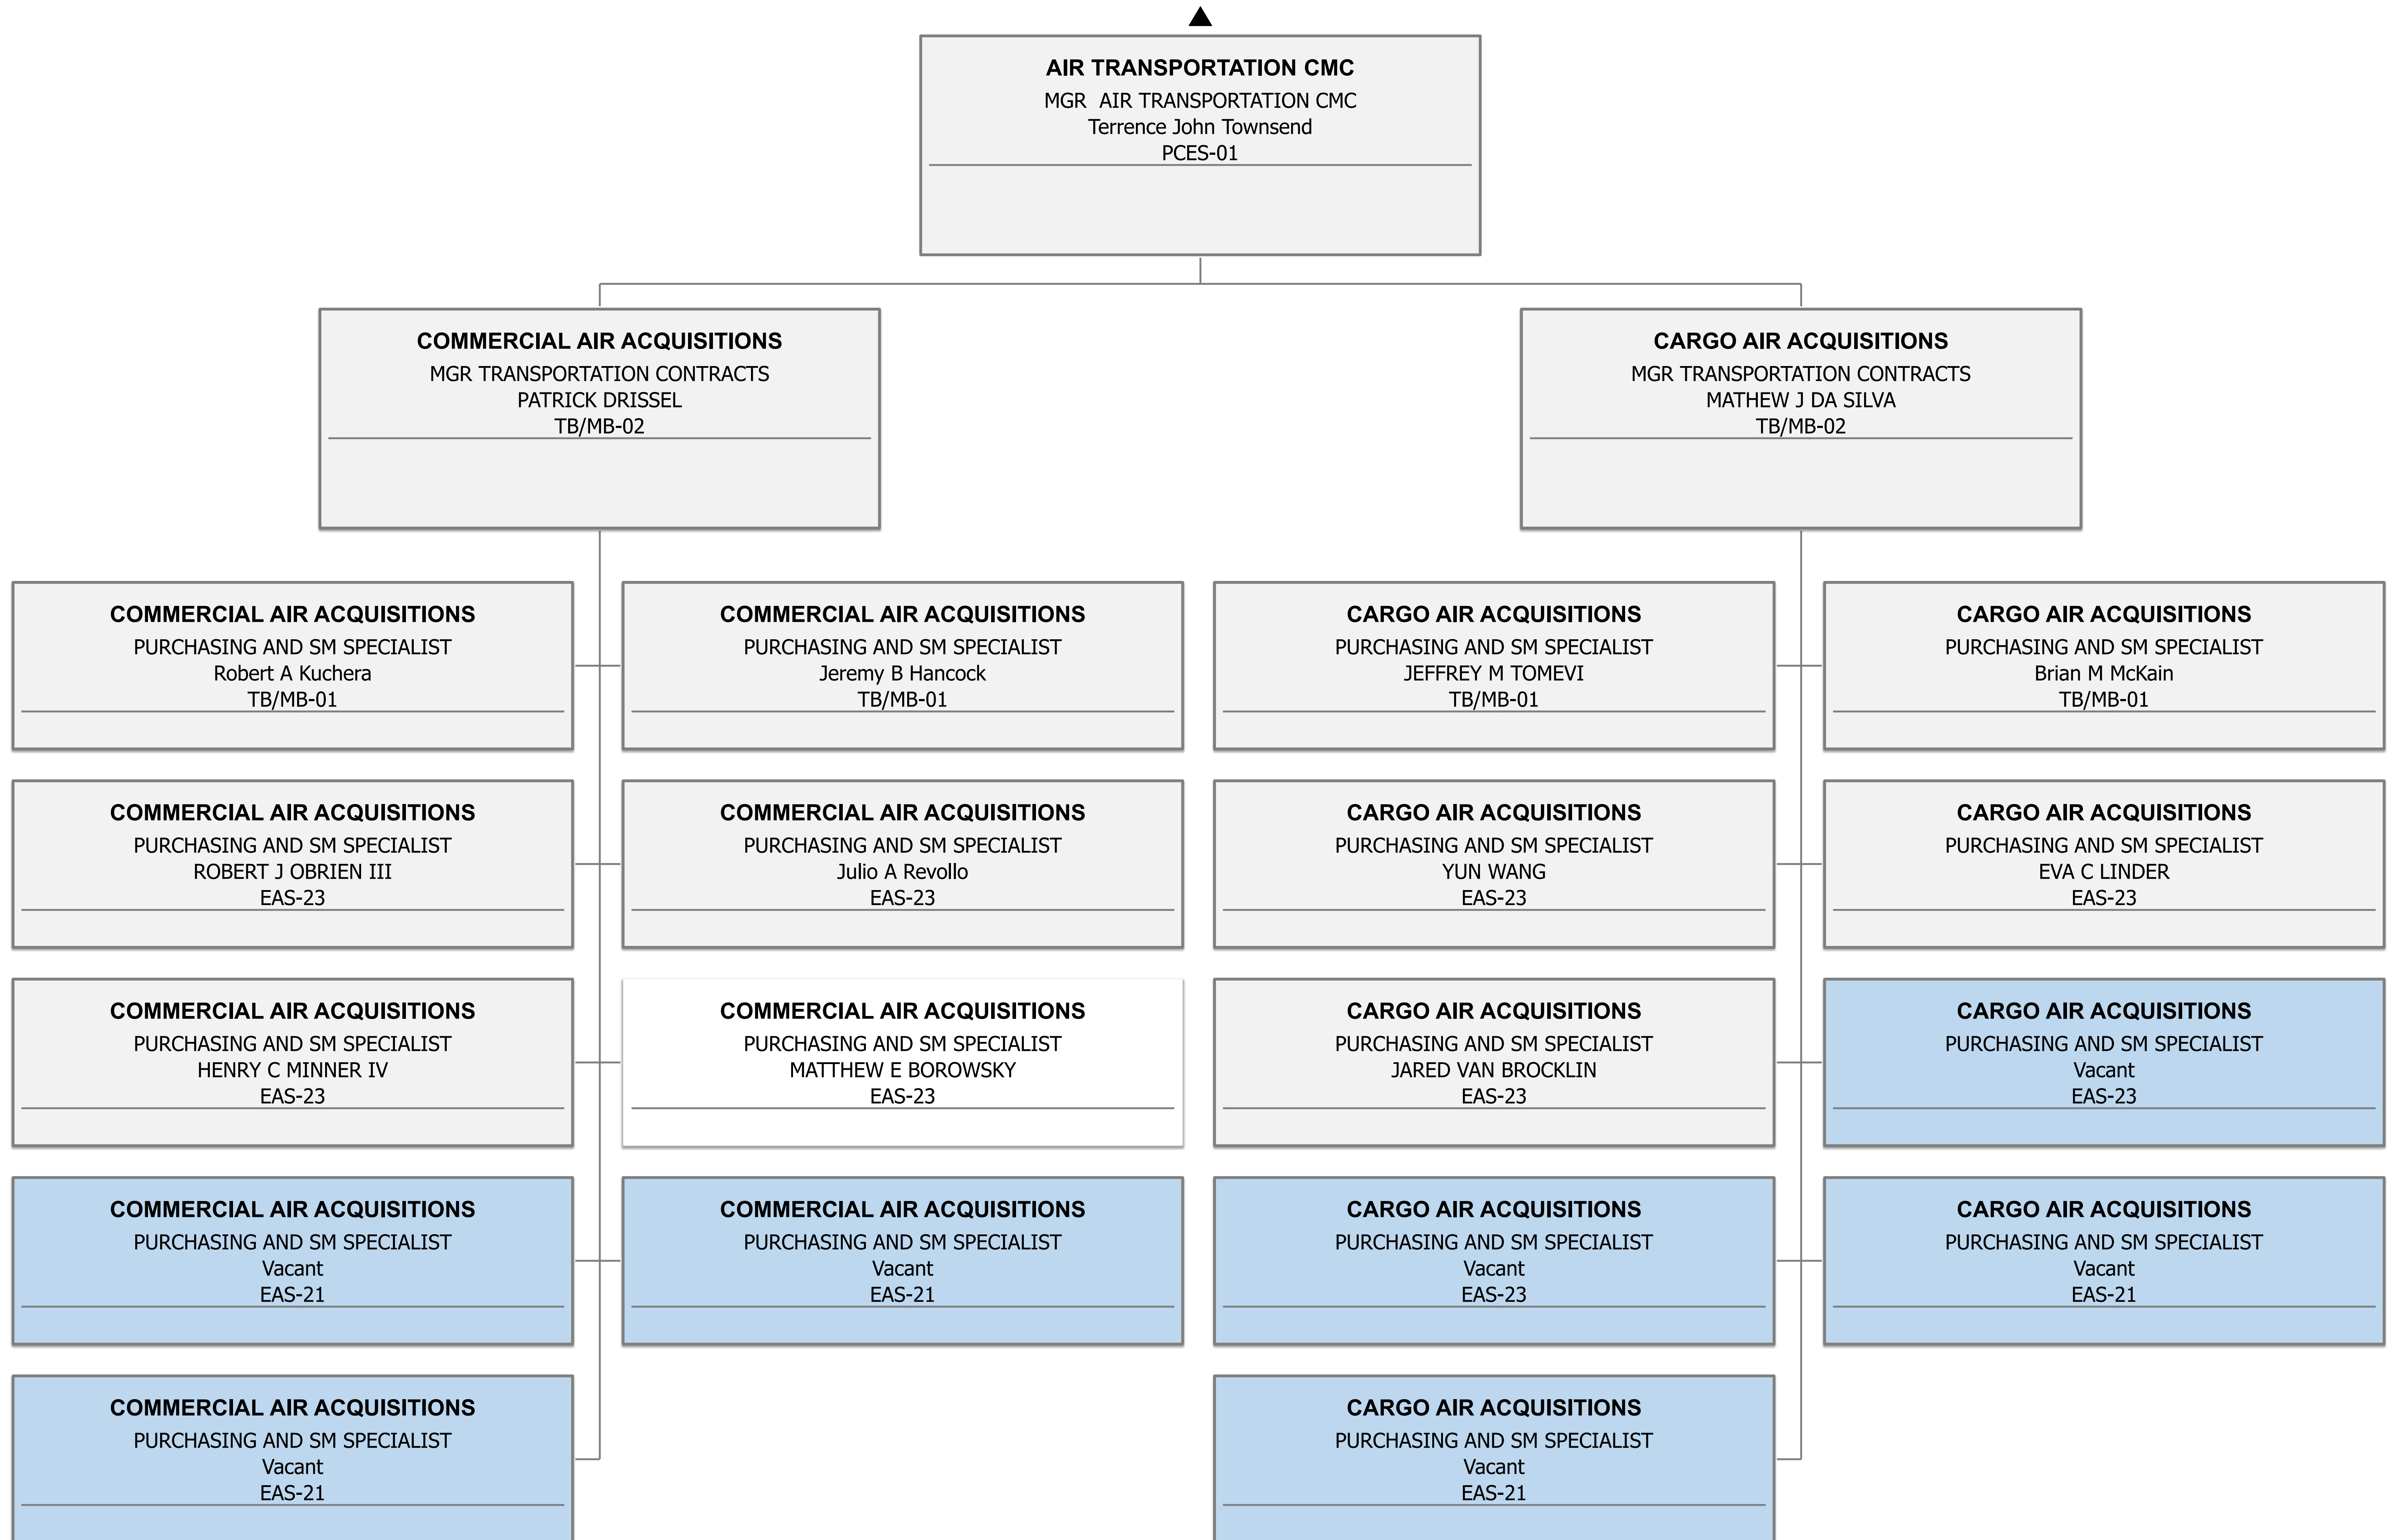 AIR TRANSPORTATION CMC
MGR  AIR TRANSPORTATION CMC
Terrence John Townsend
PCES-01
COMMERCIAL AIR ACQUISITIONS
MGR TRANSPORTATION CONTRACTS
PATRICK DRISSEL
TB/MB-02
CARGO AIR ACQUISITIONS
MGR TRANSPORTATION CONTRACTS
MATHEW J DA SILVA
TB/MB-02
COMMERCIAL AIR ACQUISITIONS
PURCHASING AND SM SPECIALIST
Robert A Kuchera
TB/MB-01
COMMERCIAL AIR ACQUISITIONS
PURCHASING AND SM SPECIALIST
Jeremy B Hancock
TB/MB-01
CARGO AIR ACQUISITIONS
PURCHASING AND SM SPECIALIST
JEFFREY M TOMEVI
TB/MB-01
CARGO AIR ACQUISITIONS
PURCHASING AND SM SPECIALIST
Brian M McKain
TB/MB-01
COMMERCIAL AIR ACQUISITIONS
PURCHASING AND SM SPECIALIST
ROBERT J OBRIEN III
EAS-23
COMMERCIAL AIR ACQUISITIONS
PURCHASING AND SM SPECIALIST
Julio A Revollo
EAS-23
CARGO AIR ACQUISITIONS
PURCHASING AND SM SPECIALIST
YUN WANG
EAS-23
CARGO AIR ACQUISITIONS
PURCHASING AND SM SPECIALIST
EVA C LINDER
EAS-23
COMMERCIAL AIR ACQUISITIONS
PURCHASING AND SM SPECIALIST
HENRY C MINNER IV
EAS-23
COMMERCIAL AIR ACQUISITIONS
PURCHASING AND SM SPECIALIST
MATTHEW E BOROWSKY
EAS-23
CARGO AIR ACQUISITIONS
PURCHASING AND SM SPECIALIST
JARED VAN BROCKLIN
EAS-23
CARGO AIR ACQUISITIONS
PURCHASING AND SM SPECIALIST
Vacant
EAS-23
COMMERCIAL AIR ACQUISITIONS
PURCHASING AND SM SPECIALIST
Vacant
EAS-21
COMMERCIAL AIR ACQUISITIONS
PURCHASING AND SM SPECIALIST
Vacant
EAS-21
CARGO AIR ACQUISITIONS
PURCHASING AND SM SPECIALIST
Vacant
EAS-23
CARGO AIR ACQUISITIONS
PURCHASING AND SM SPECIALIST
Vacant
EAS-21
COMMERCIAL AIR ACQUISITIONS
PURCHASING AND SM SPECIALIST
Vacant
EAS-21
CARGO AIR ACQUISITIONS
PURCHASING AND SM SPECIALIST
Vacant
EAS-21